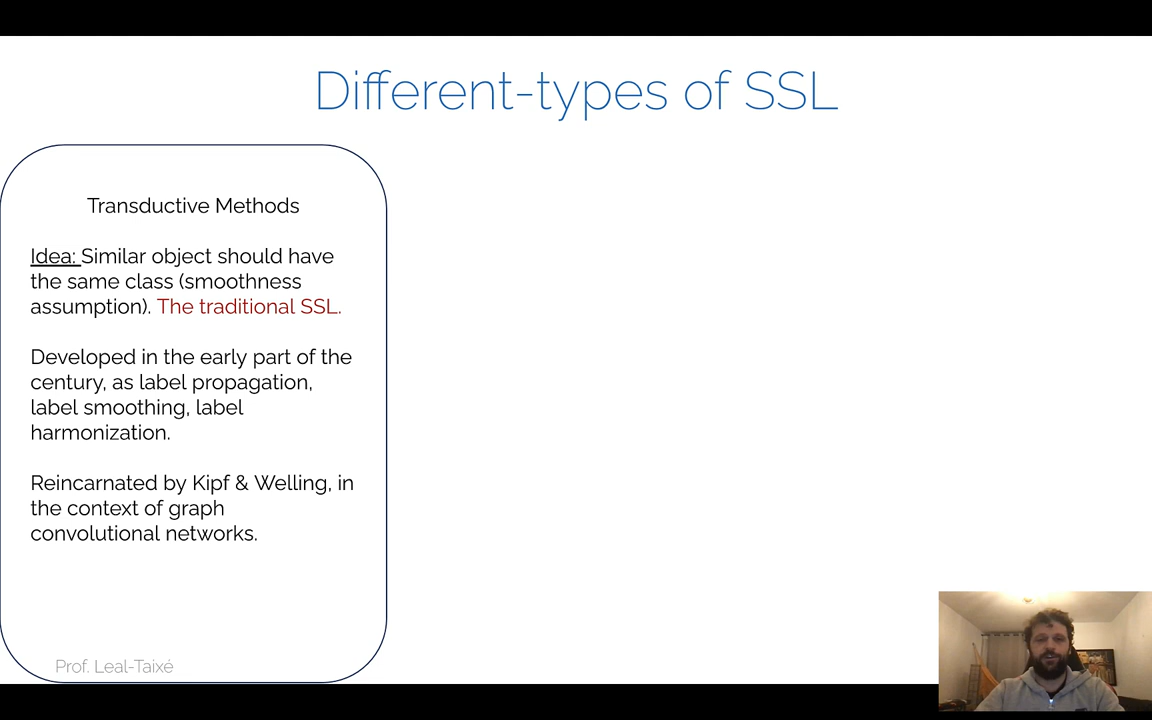 Different-types of SSL
Transductive Methods
Idea: Similar object should have
the same class (smoothness
assumption). The traditional SSL.
Developed in the early part of the
century, as label propagation,
label smoothing, label
harmonization.
Reincarnated by Kipf & Welling, in
the context of graph
convolutional networks.
Prof. Leal-Taixé